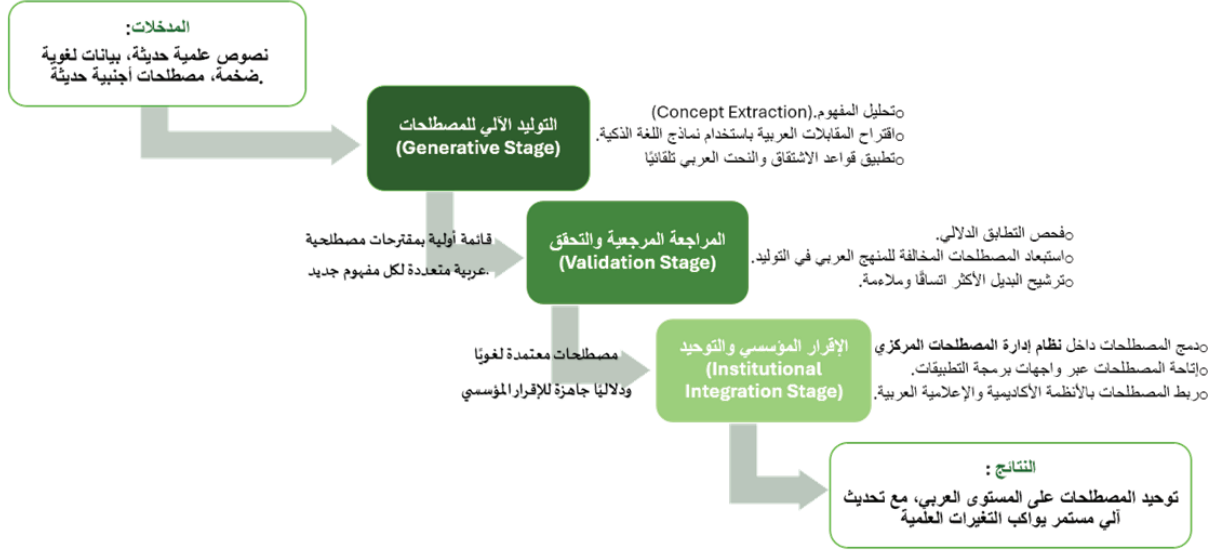 المدخلات:
نصوص علمية حديثة، بيانات لغوية
ضخمة، مصطلحات أجنبية حديثة.
التوليد الآلي للمصطلحات
(Generative Stage)
تحليل المفهوم.(Concept Extraction)
اقتراح المقابلات العربية باستخدام نماذج اللغة الذكية.
تطبيق قواعد الاشتقاق والنحت العربي تلقائيًا
قائمة أولية بمقترحات مصطلحية
عربية متعددة لكل مفهوم جديد.
المراجعة المرجعية والتحقق
(Validation Stage)
فحص التطابق الدلالي.
استبعاد المصطلحات المخالفة للمنهج العربي في التوليد.
ترشيح البديل الأكثر اتساقًا وملاءمة.
مصطلحات معتمدة لغويًا
ودلاليًا جاهزة للإقرار المؤسسي
الإقرار المؤسسي والتوحيد
(Institutional
Integration Stage)
دمج المصطلحات داخل نظام إدارة المصطلحات المركزي
إتاحة المصطلحات عبر واجهات برمجة التطبيقات.
ربط المصطلحات بالأنظمة الأكاديمية والإعلامية العربية.
النتائج :
توحيد المصطلحات على المستوى العربي، مع تحديث
آلي مستمر يواكب التغيرات العلمية